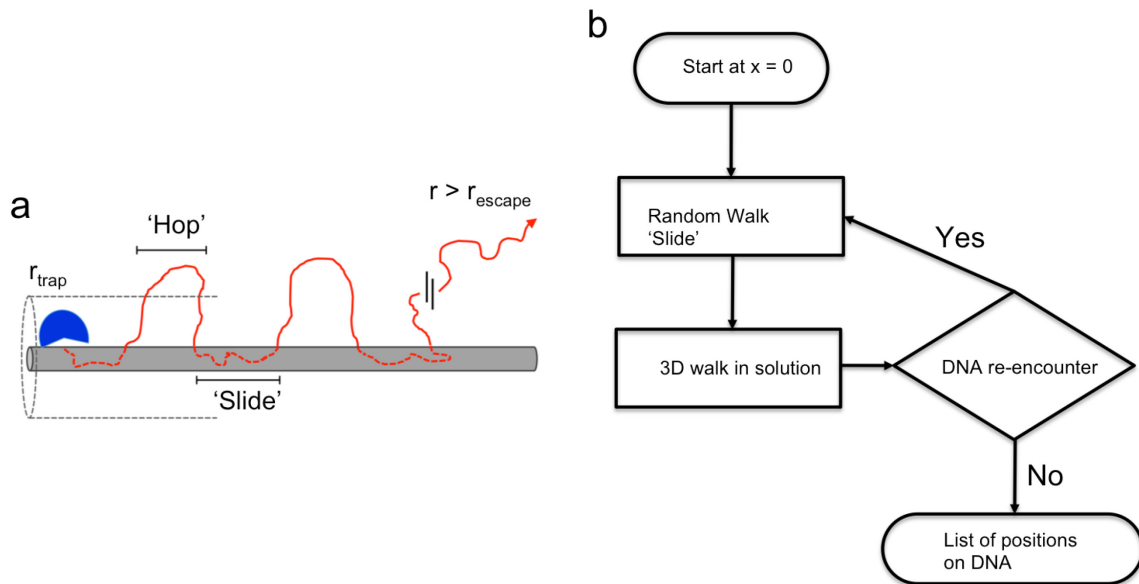 a
r_trap
'Hop'
'Slide'
r > r_escape
b
Start at x = 0
Random Walk
'Slide'
3D walk in solution
DNA re-encounter
Yes
No
List of positions
on DNA